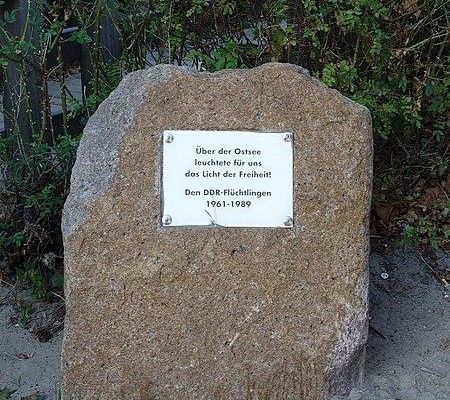 Über der Ostsee
leuchtete für uns
das Licht der Freiheit!
Den DDR-Flüchtlingen
1961-1989